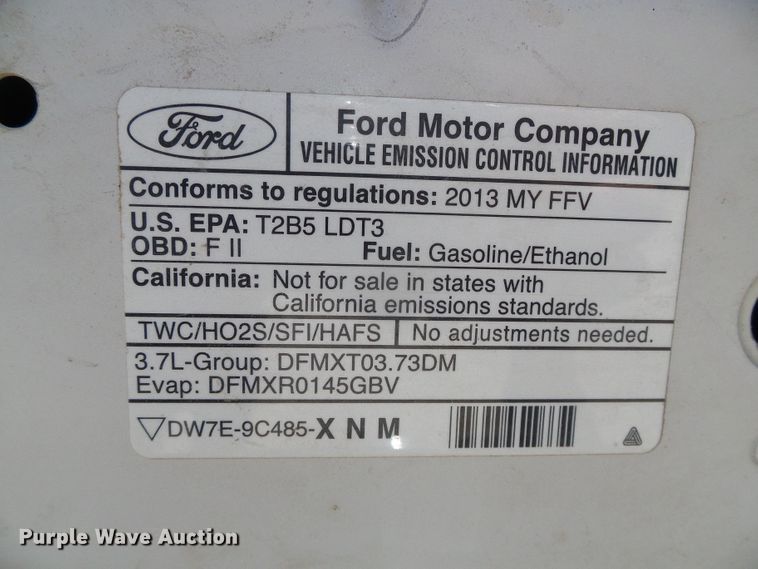 Ford
Ford Motor Company
VEHICLE EMISSION CONTROL INFORMATION
Conforms to regulations: 2013 MY FFV
U.S. EPA: T2B5 LDT3
OBD: F II Fuel: Gasoline/Ethanol
California: Not for sale in states with
California emissions standards.
TWC/HO2S/SFI/HAFS No adjustments needed.
3.7L-Group: DFMXT03.73DM
Evap: DFMXR0145GBV
DW7E-9C485-X N M
Purple Wave Auction